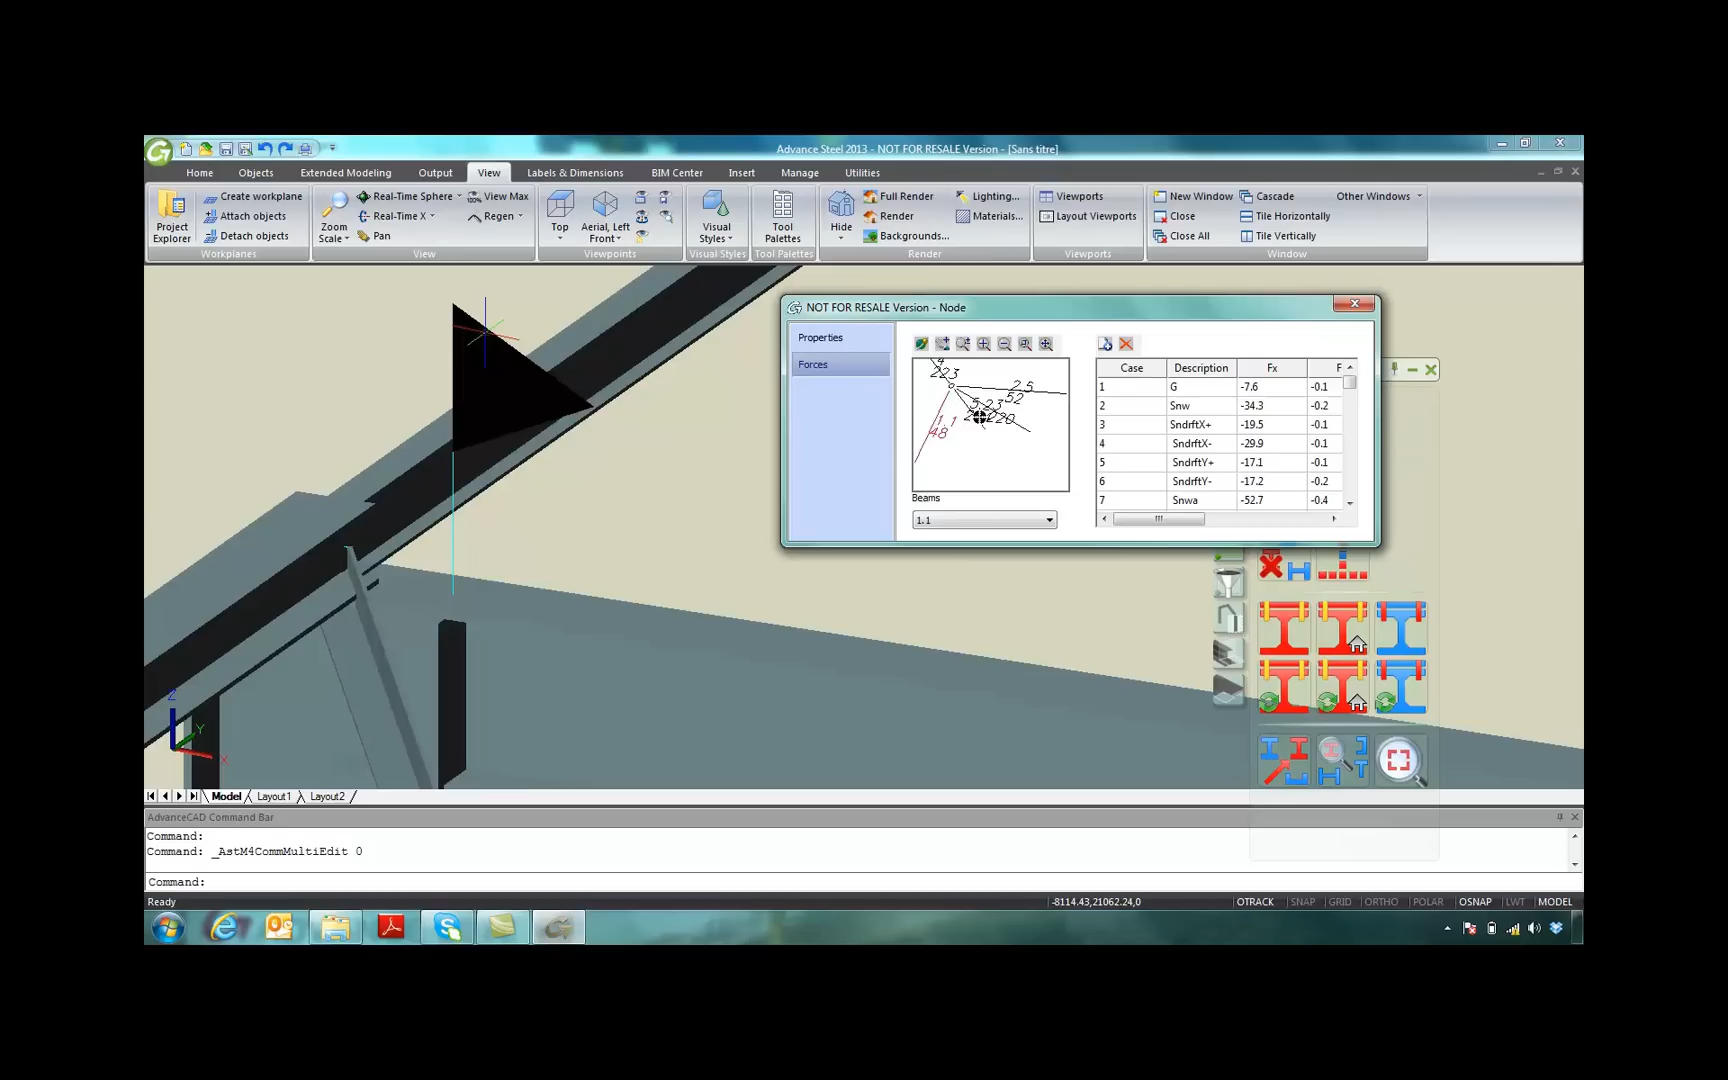 Advance Steel 2013 - NOT FOR RESALE Version - [Sans titre]
Home Objects Extended Modeling Output View Labels & Dimensions BIM Center Insert Manage Utilities
Project Explorer
Create workplane
Attach objects
Detach objects
Workplanes
Zoom Scale
Real-Time Sphere
Real-Time X
Pan
View Max
Regen
View
Top
Aerial, Left Front
Viewpoints
Visual Styles
Visual Styles
Tool Palettes
Tool Palettes
Hide
Full Render
Render
Backgrounds...
Lighting...
Materials...
Render
Viewports
Layout Viewports
Viewports
New Window
Close
Close All
Cascade
Tile Horizontally
Tile Vertically
Other Windows
Window
NOT FOR RESALE Version - Node
Properties
Forces
223
52
1.1
48
Beams
1.1
Case Description Fx F
1 G -7.6 -0.1
2 Snw -34.3 -0.2
3 SndrftX+ -19.5 -0.1
4 SndrftX- -29.9 -0.1
5 SndrftY+ -17.1 -0.1
6 SndrftY- -17.2 -0.2
7 Snwa -52.7 -0.4
Z
Y
X
Model Layout1 Layout2
AdvanceCAD Command Bar
Command:
Command: _AstM4CommMultiEdit 0
Command:
Ready -8114.43,21062.24,0 OTRACK SNAP GRID ORTHO POLAR OSNAP LWT MODEL